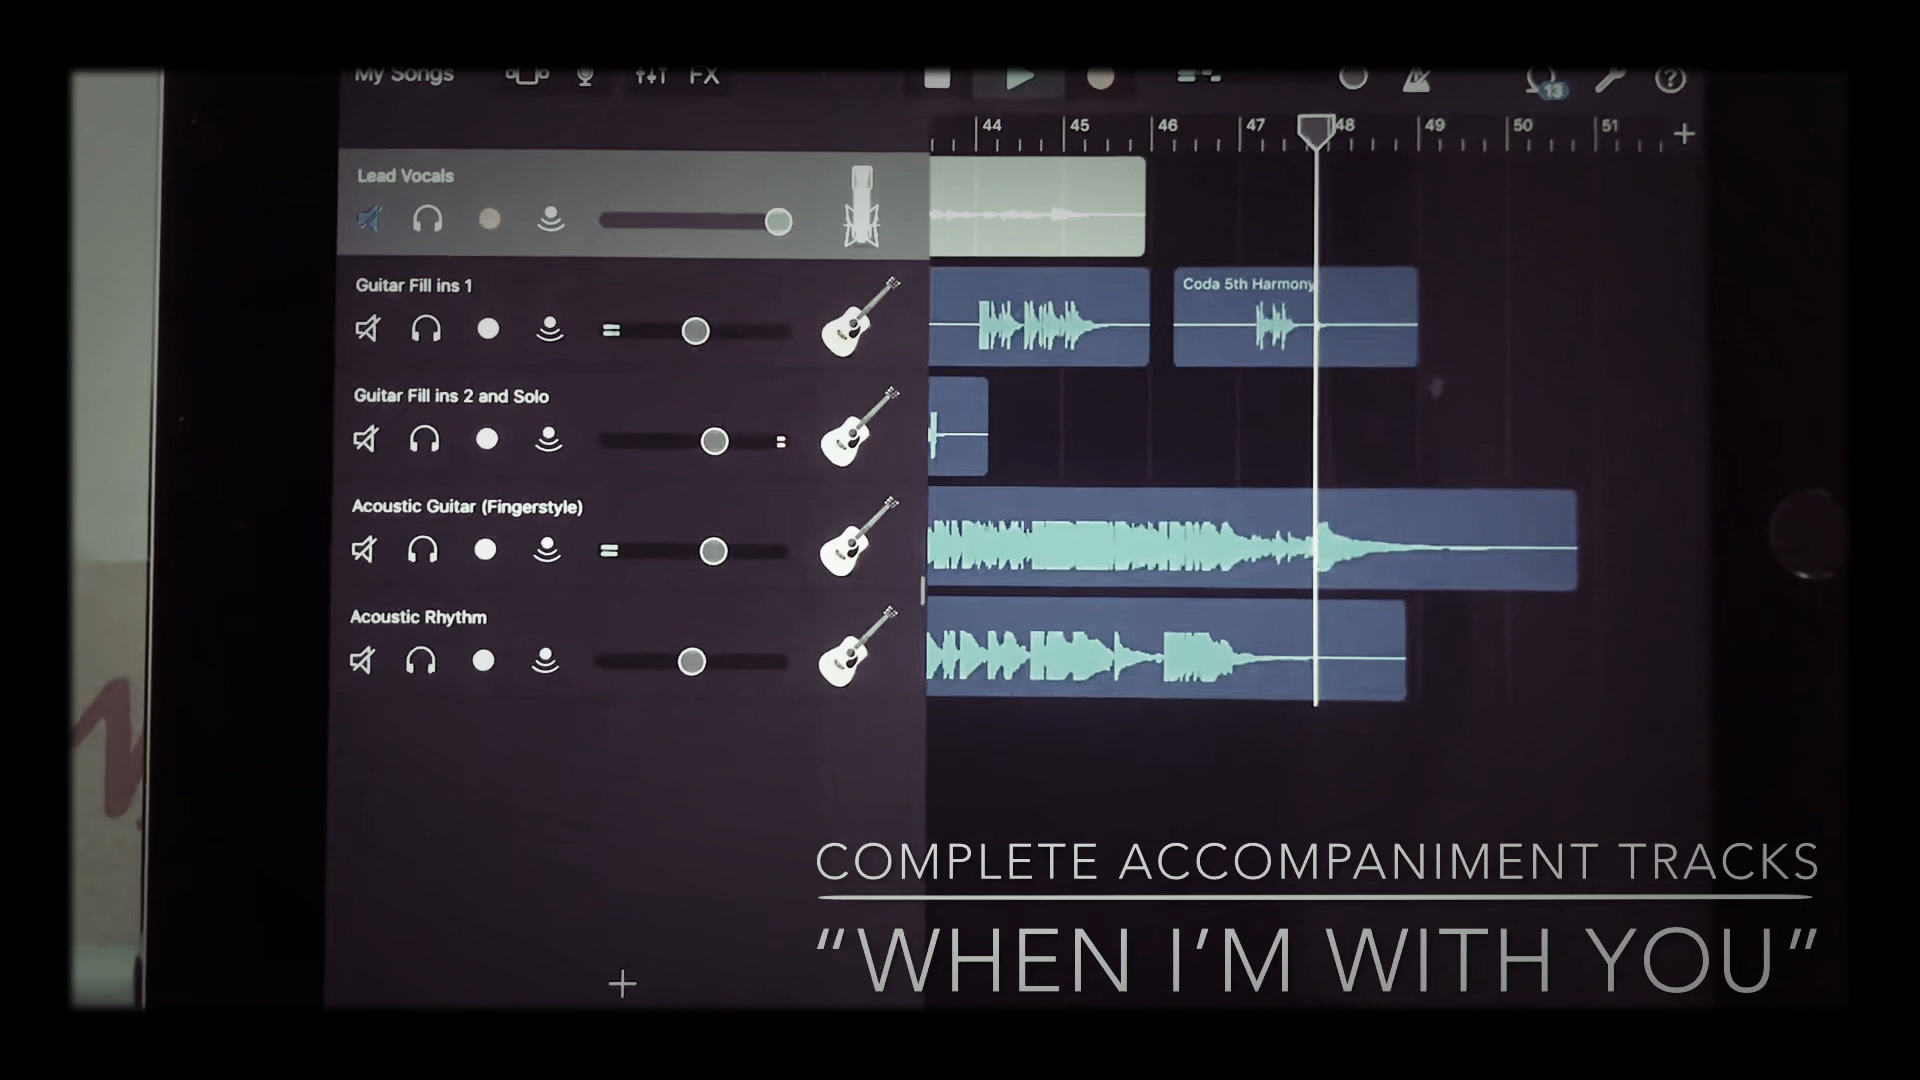 My Songs
FX
13
44 45 46 47 48 49 50 51
Lead Vocals
Guitar Fill ins 1
Coda 5th Harmony
Guitar Fill ins 2 and Solo
Acoustic Guitar (Fingerstyle)
Acoustic Rhythm
COMPLETE ACCOMPANIMENT TRACKS
“WHEN I’M WITH YOU”